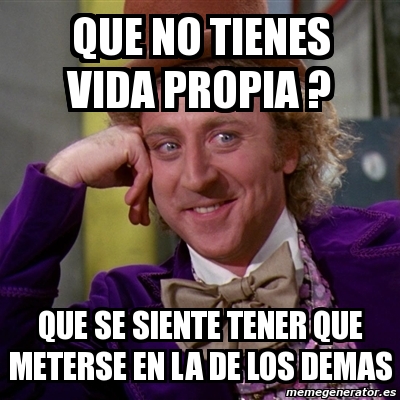 QUE NO TIENES
VIDA PROPIA ?
QUE SE SIENTE TENER QUE
METERSE EN LA DE LOS DEMAS
memegenerator.es